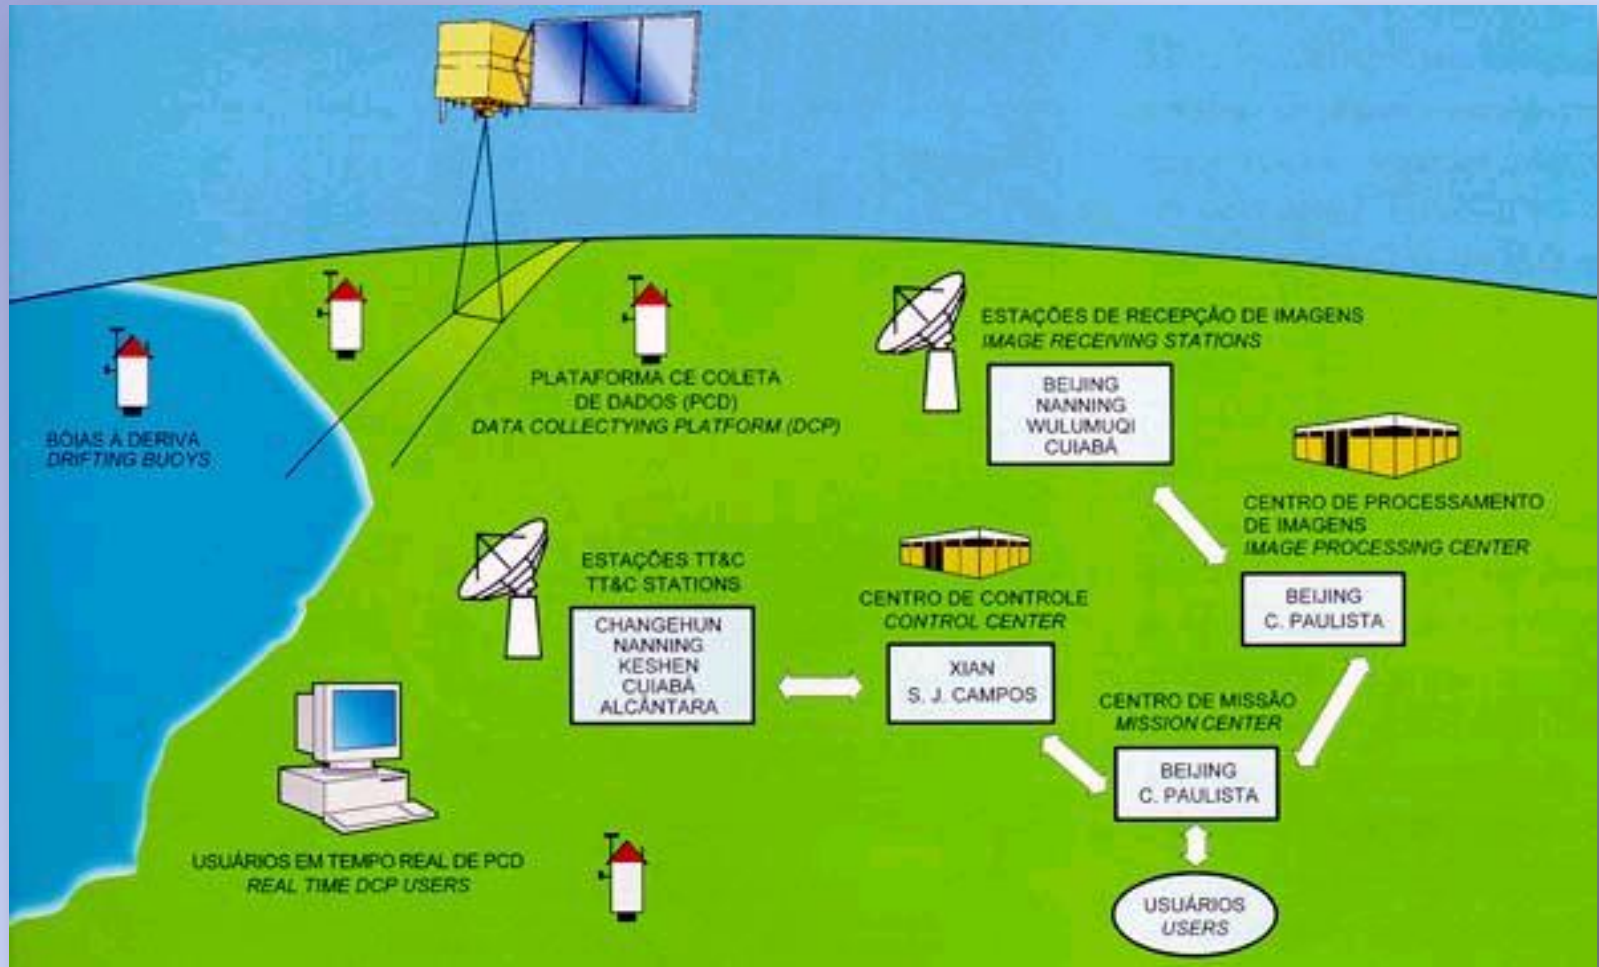 ESTAÇÕES DE RECEPÇÃO DE IMAGENS
IMAGE RECEIVING STATIONS
BEIJING
NANNING
WULUMUQI
CUIABÁ
PLATAFORMA CE COLETA
DE DADOS (PCD)
DATA COLLECTYING PLATFORM (DCP)
BÓIAS À DERIVA
DRIFTING BUOYS
CENTRO DE PROCESSAMENTO
DE IMAGENS
IMAGE PROCESSING CENTER
BEIJING
C. PAULISTA
ESTAÇÕES TT&C
TT&C STATIONS
CHANGEHUN
NANNING
KESHEN
CUIABÁ
ALCÂNTARA
CENTRO DE CONTROLE
CONTROL CENTER
XIAN
S. J. CAMPOS
CENTRO DE MISSÃO
MISSION CENTER
BEIJING
C. PAULISTA
USUÁRIOS EM TEMPO REAL DE PCD
REAL TIME DCP USERS
USUÁRIOS
USERS